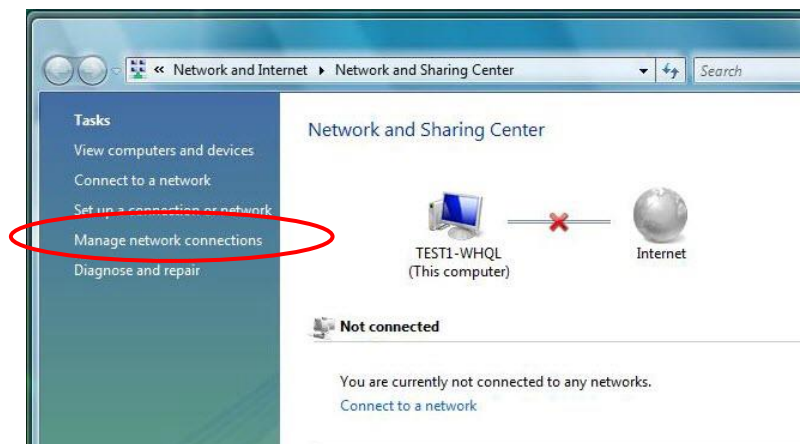 « Network and Internet ▸ Network and Sharing Center
Search
Tasks
View computers and devices
Connect to a network
Set up a connection or network
Manage network connections
Diagnose and repair
Network and Sharing Center
TEST1-WHQL
(This computer)
Internet
Not connected
You are currently not connected to any networks.
Connect to a network